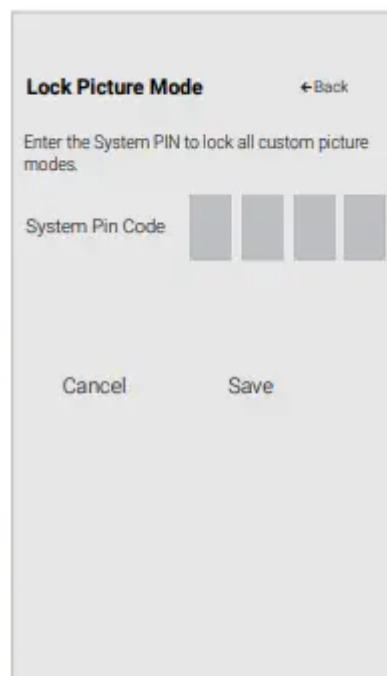 Lock Picture Mode ←Back
Enter the System PIN to lock all custom picture
modes.
System Pin Code
Cancel Save